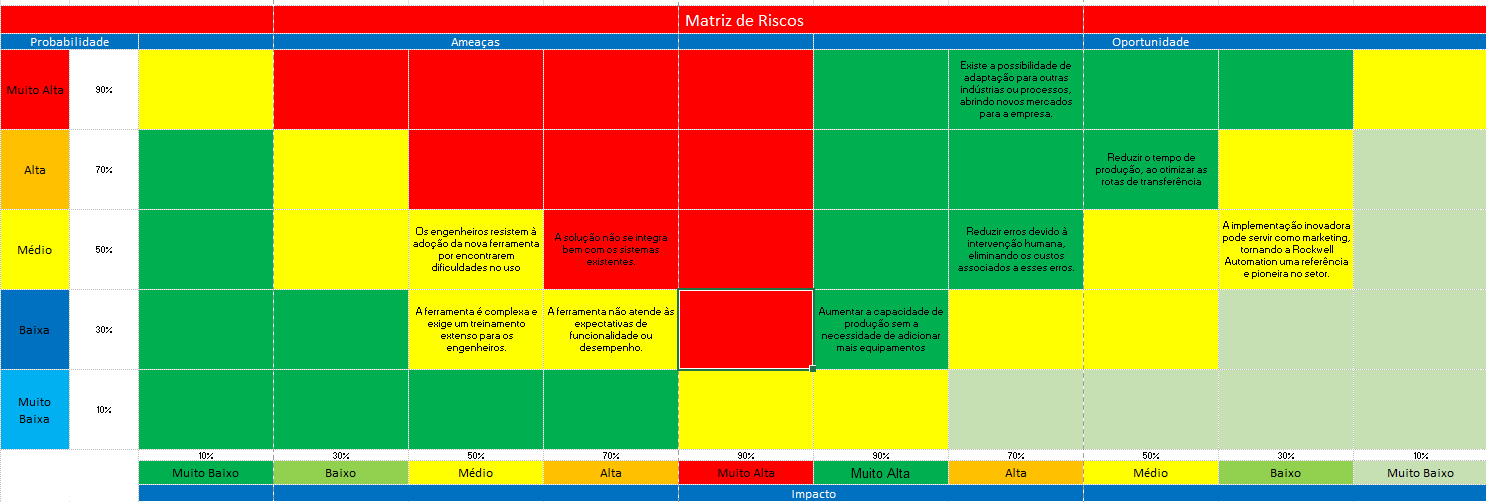 Matriz de Riscos
Probabilidade
Ameaças
Oportunidade
Muito Alta
90%
Existe a possibilidade de
adaptação para outras
indústrias ou processos,
abrindo novos mercados
para a empresa.
Alta
70%
Reduzir o tempo de
produção, ao otimizar as
rotas de transferência
Médio
50%
Os engenheiros resistem à
adoção da nova ferramenta
por encontrarem
dificuldades no uso
A solução não se integra
bem com os sistemas
existentes.
Reduzir erros devido à
intervenção humana,
eliminando os custos
associados a esses erros.
A implementação inovadora
pode servir como marketing,
tornando a Rockwell
Automation uma referência
e pioneira no setor.
Baixa
30%
A ferramenta é complexa e
exige um treinamento
extenso para os
engenheiros.
A ferramenta não atende às
expectativas de
funcionalidade ou
desempenho.
Aumentar a capacidade de
produção sem a
necessidade de adicionar
mais equipamentos
Muito
Baixa
10%
10%
30%
50%
70%
90%
90%
70%
50%
30%
10%
Muito Baixo
Baixo
Médio
Alta
Muito Alta
Muito Alta
Alta
Médio
Baixo
Muito Baixo
Impacto